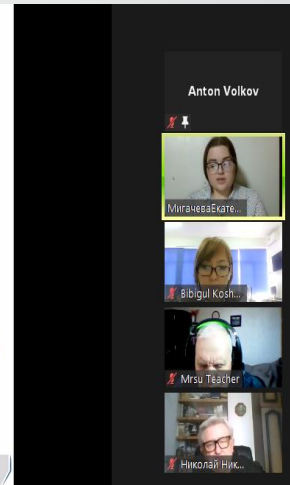 Anton Volkov
МигачеваЕкате...
Bibigul Kosh...
Mrsu Teacher
Николай Ник...